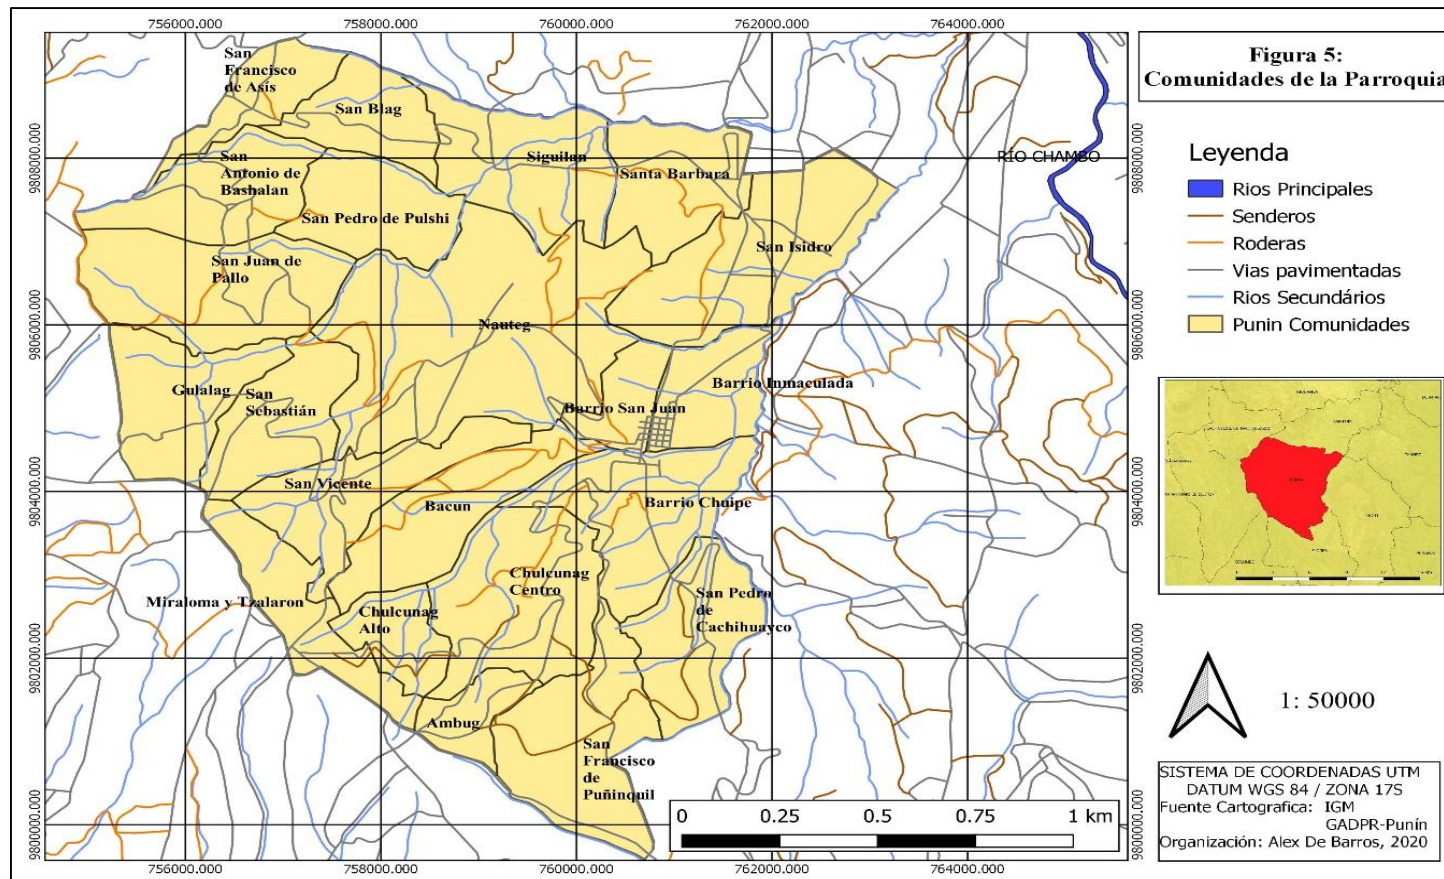 756000.000 758000.000 760000.000 762000.000 764000.000
Figura 5:
Comunidades de la Parroquia
San
Francisco
de Asís
San Blag
San
Antonio de
Bashalan
Siguilan
Santa Barbara
RÍO CHAMBO
San Pedro de Pulshi
San Isidro
San Juan de
Pallo
Nauteg
Gulalag
San
Sebastián
Barrio Inmaculada
Barrio San Juan
San Vicente
Bacun
Barrio Chuipe
Miraloma y Tzalaron
Chulcunag
Alto
Chulcunag
Centro
San Pedro
de
Cachihuayco
Ambug
San
Francisco
de
Puñinquil
9808000.000
9806000.000
9804000.000
9802000.000
9800000.000
9808000.000
9806000.000
9804000.000
9802000.000
9800000.000
0 0.25 0.5 0.75 1 km
756000.000 758000.000 760000.000 762000.000 764000.000
Leyenda
Rios Principales
Senderos
Roderas
Vias pavimentadas
Rios Secundários
Punin Comunidades
1: 50000
SISTEMA DE COORDENADAS UTM
DATUM WGS 84 / ZONA 17S
Fuente Cartografica: IGM
GADPR-Punín
Organización: Alex De Barros, 2020